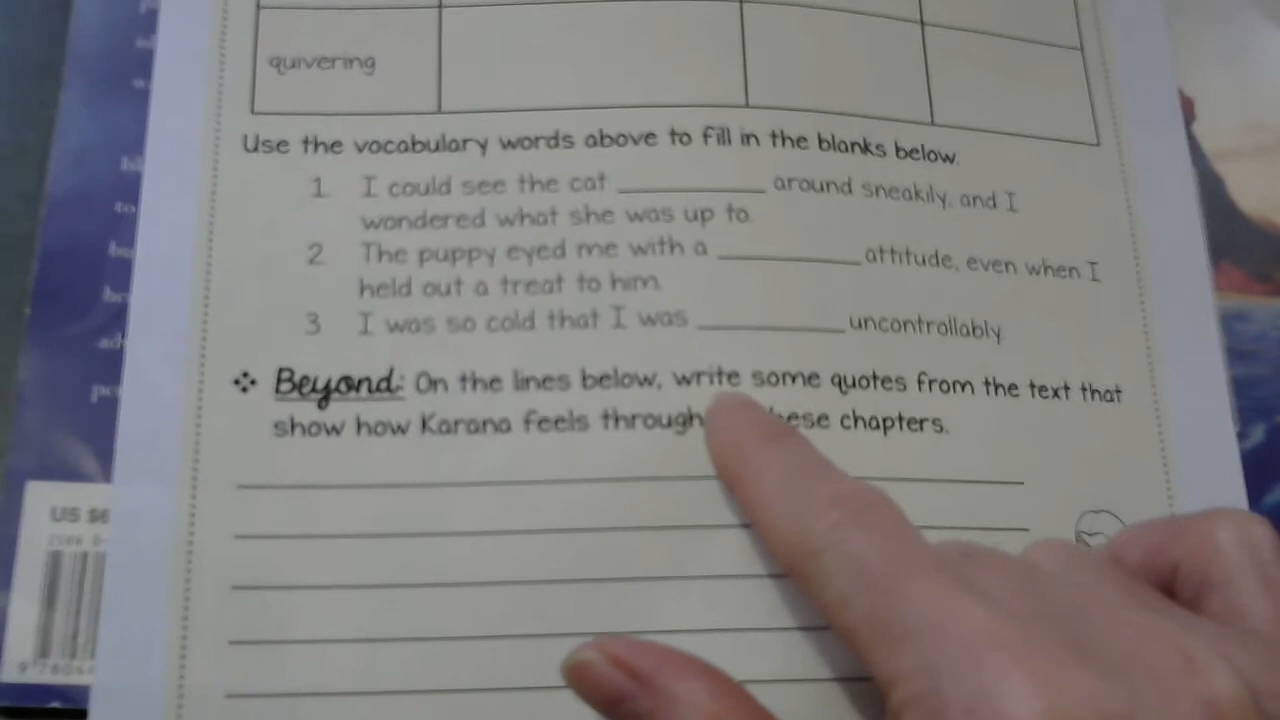 quivering
Use the vocabulary words above to fill in the blanks below.
1. I could see the cat __________ around sneakily, and I
wondered what she was up to.
2. The puppy eyed me with a __________ attitude, even when I
held out a treat to him.
3. I was so cold that I was __________ uncontrollably.
Beyond: On the lines below, write some quotes from the text that
show how Karana feels through these chapters.
US $6